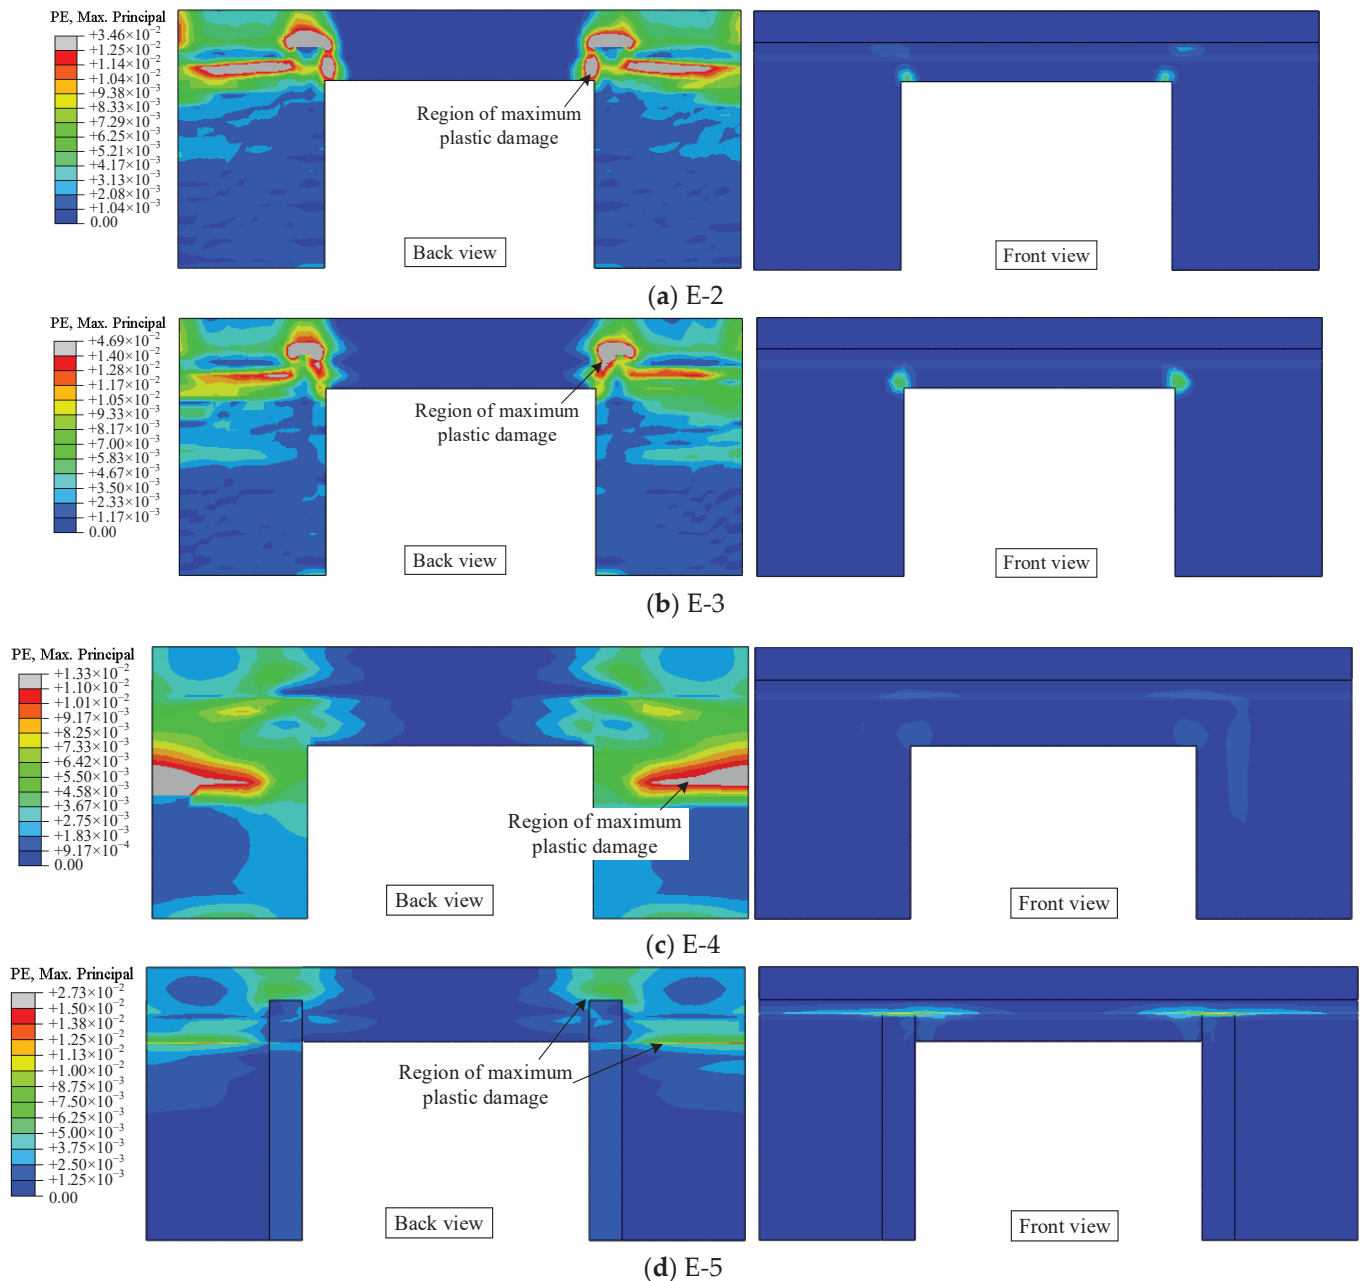 PE, Max. Principal
+3.46×10⁻²
+1.25×10⁻²
+1.14×10⁻²
+1.04×10⁻²
+9.38×10⁻³
+8.33×10⁻³
+7.29×10⁻³
+6.25×10⁻³
+5.21×10⁻³
+4.17×10⁻³
+3.13×10⁻³
+2.08×10⁻³
+1.04×10⁻³
0.00
Region of maximum
plastic damage
Back view
Front view
(a) E-2
PE, Max. Principal
+4.69×10⁻²
+1.40×10⁻²
+1.28×10⁻²
+1.17×10⁻²
+1.05×10⁻²
+9.33×10⁻³
+8.17×10⁻³
+7.00×10⁻³
+5.83×10⁻³
+4.67×10⁻³
+3.50×10⁻³
+2.33×10⁻³
+1.17×10⁻³
0.00
Region of maximum
plastic damage
Back view
Front view
(b) E-3
PE, Max. Principal
+1.33×10⁻²
+1.10×10⁻²
+1.01×10⁻²
+9.17×10⁻³
+8.25×10⁻³
+7.33×10⁻³
+6.42×10⁻³
+5.50×10⁻³
+4.58×10⁻³
+3.67×10⁻³
+2.75×10⁻³
+1.83×10⁻³
+9.17×10⁻⁴
0.00
Region of maximum
plastic damage
Back view
Front view
(c) E-4
PE, Max. Principal
+2.73×10⁻²
+1.50×10⁻²
+1.38×10⁻²
+1.25×10⁻²
+1.13×10⁻²
+1.00×10⁻²
+8.75×10⁻³
+7.50×10⁻³
+6.25×10⁻³
+5.00×10⁻³
+3.75×10⁻³
+2.50×10⁻³
+1.25×10⁻³
0.00
Region of maximum
plastic damage
Back view
Front view
(d) E-5